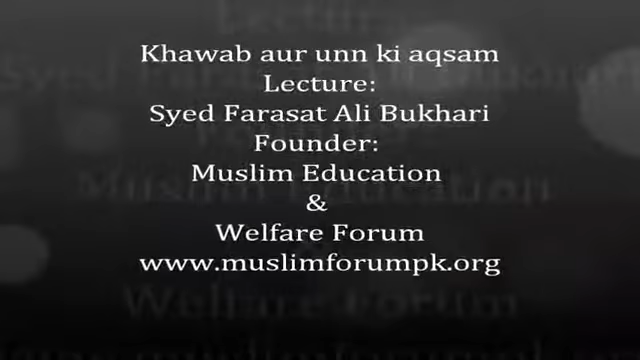 Khawab aur unn ki aqsam
Lecture:
Syed Farasat Ali Bukhari
Founder:
Muslim Education
&
Welfare Forum
www.muslimforumpk.org